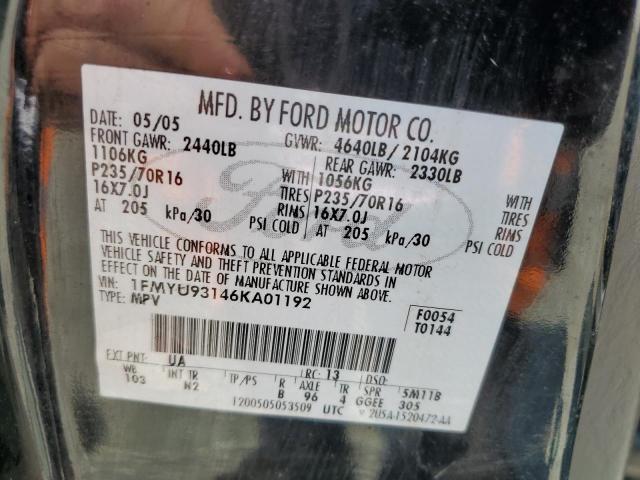 MFD. BY FORD MOTOR CO.
DATE: 05/05 GVWR: 4640LB/ 2104KG
FRONT GAWR: 2440LB REAR GAWR: 2330LB
1106KG 1056KG WITH
P235/70R16 TIRES P235/70R16 TIRES
16X7.0J RIMS 16X7.0J RIMS
AT 205 kPa/30 PSI COLD AT 205 kPa/30 PSI COLD
Ford
THIS VEHICLE CONFORMS TO ALL APPLICABLE FEDERAL MOTOR
VEHICLE SAFETY AND THEFT PREVENTION STANDARDS IN
EFFECT ON THE DATE OF MANUFACTURE SHOWN ABOVE.
VIN: 1FMYU93146KA01192
TYPE: MPV
F0054
T0144
EXT PNT: UA RC: 13 DSO:
WB INT TR TP/PS R AXLE TR SPR 5M11B
103 N2 B 96 4 GGEE 305
1200505053509 UTC 2U5A-1520472-AA